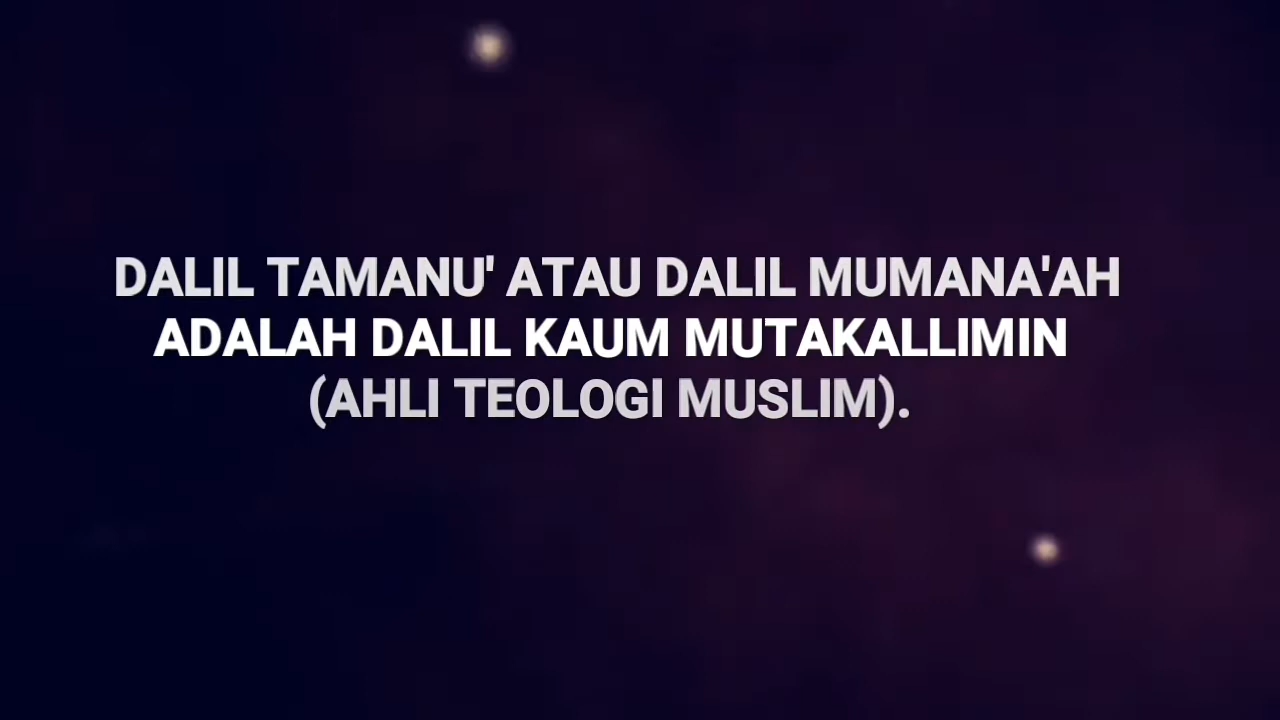 DALIL TAMANU' ATAU DALIL MUMANA'AH
ADALAH DALIL KAUM MUTAKALLIMIN
(AHLI TEOLOGI MUSLIM).